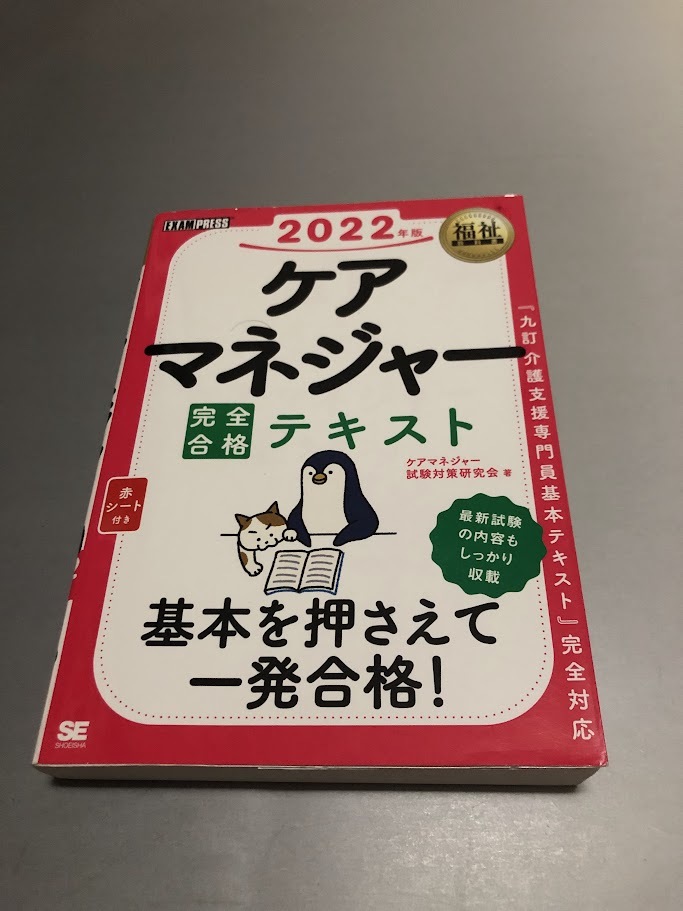 EXAMPRESS
2022年版
福祉
教科書
ケア
マネジャー
完全
合格
テキスト
ケアマネジャー
試験対策研究会 著
『九訂 介護支援専門員基本テキスト』完全対応
赤
シート
付き
最新試験
の内容も
しっかり
収載
基本を押さえて
一発合格!
SE
SHOEISHA